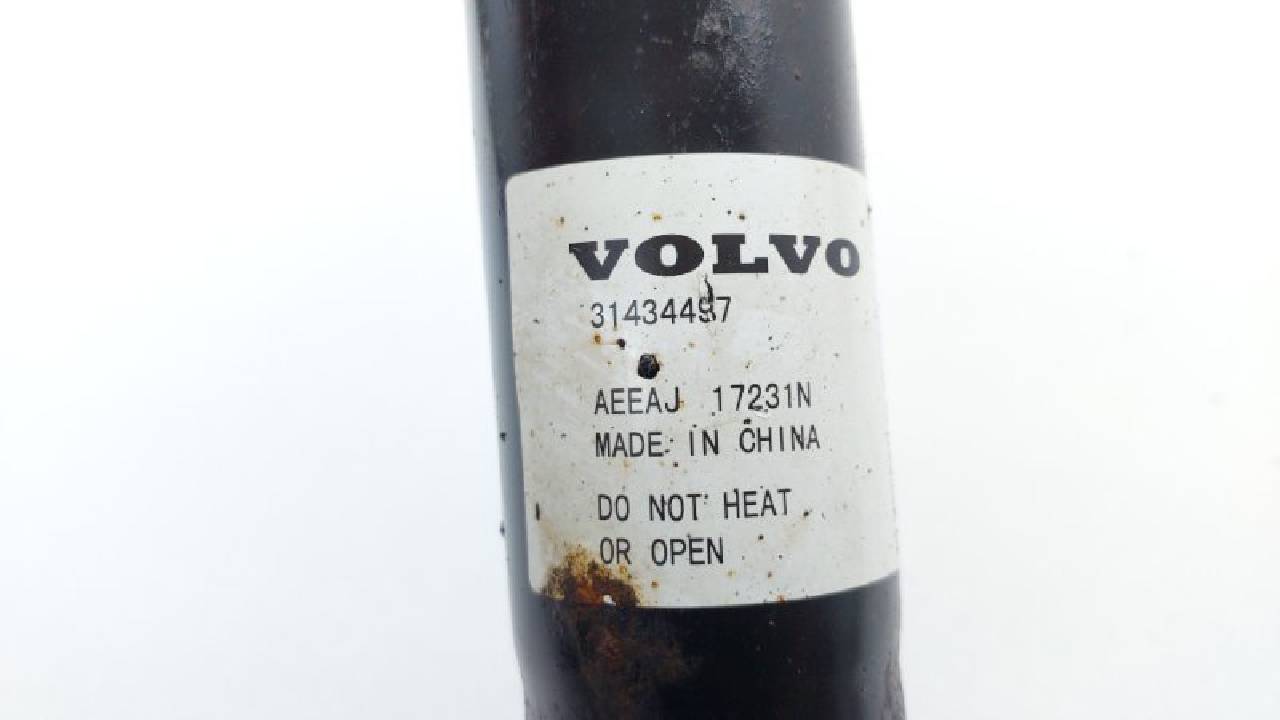 VOLVO
31434497
AEEAJ 17231N
MADE IN CHINA
DO NOT HEAT
OR OPEN